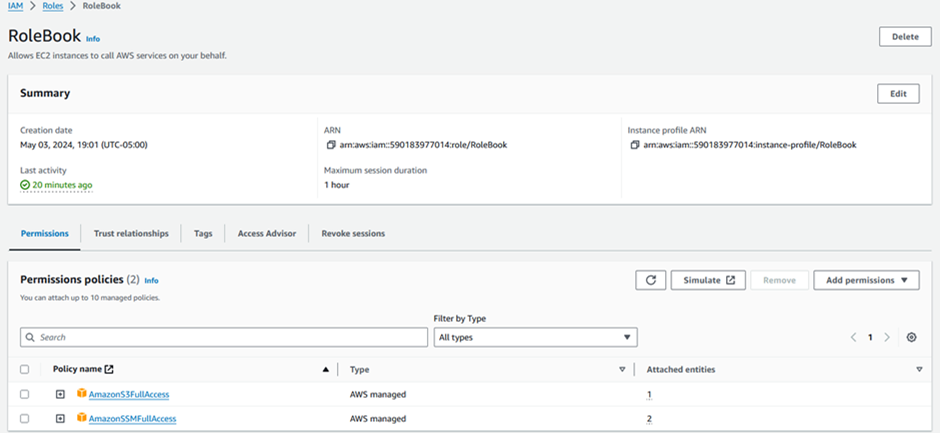 IAM > Roles > RoleBook
RoleBook Info
Delete
Allows EC2 instances to call AWS services on your behalf.
Summary
Edit
Creation date
May 03, 2024, 19:01 (UTC-05:00)
ARN
arn:aws:iam::590183977014:role/RoleBook
Instance profile ARN
arn:aws:iam::590183977014:instance-profile/RoleBook
Last activity
20 minutes ago
Maximum session duration
1 hour
Permissions
Trust relationships
Tags
Access Advisor
Revoke sessions
Permissions policies (2) Info
Simulate
Remove
Add permissions
You can attach up to 10 managed policies.
Filter by Type
Search
All types
1
Policy name
Type
Attached entities
AmazonS3FullAccess
AWS managed
1
AmazonSSMFullAccess
AWS managed
2